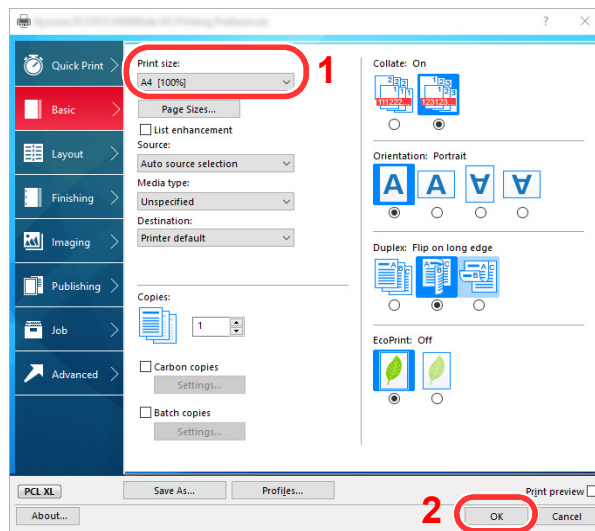 Printing Preferences
?
Quick Print
Basic
Layout
Finishing
Imaging
Publishing
Job
Advanced
Print size:
A4 [100%]
1
Page Sizes...
List enhancement
Source:
Auto source selection
Media type:
Unspecified
Destination:
Printer default
Copies:
1
Carbon copies
Settings...
Batch copies
Settings...
Collate: On
111222...
123123...
Orientation: Portrait
A A A A
Duplex: Flip on long edge
A B C
A B C
A B C
EcoPrint: Off
PCL XL
Save As...
Profiles...
Print preview
About...
2
OK
Cancel